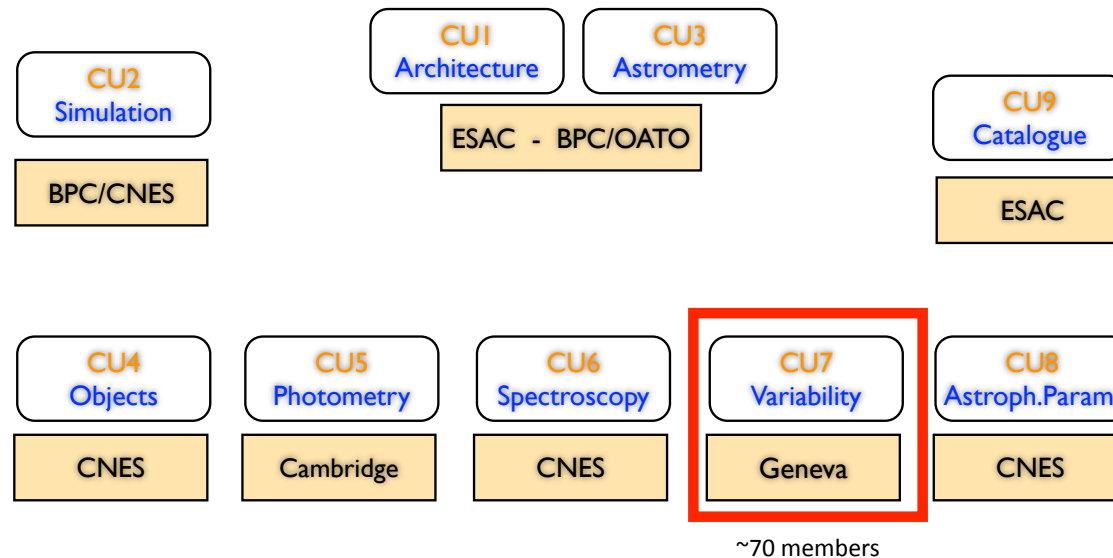 CU1
Architecture
CU3
Astrometry
ESAC - BPC/OATO
CU2
Simulation
BPC/CNES
CU9
Catalogue
ESAC
CU4
Objects
CNES
CU5
Photometry
Cambridge
CU6
Spectroscopy
CNES
CU7
Variability
Geneva
~70 members
CU8
Astroph.Param
CNES